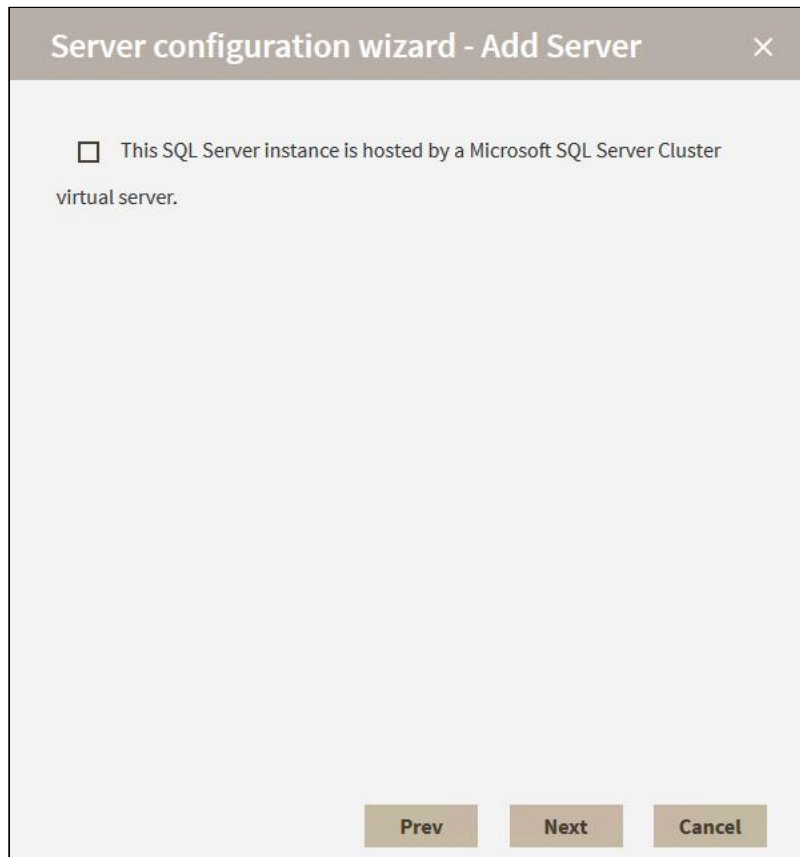 Server configuration wizard - Add Server
This SQL Server instance is hosted by a Microsoft SQL Server Cluster
virtual server.
Prev Next Cancel